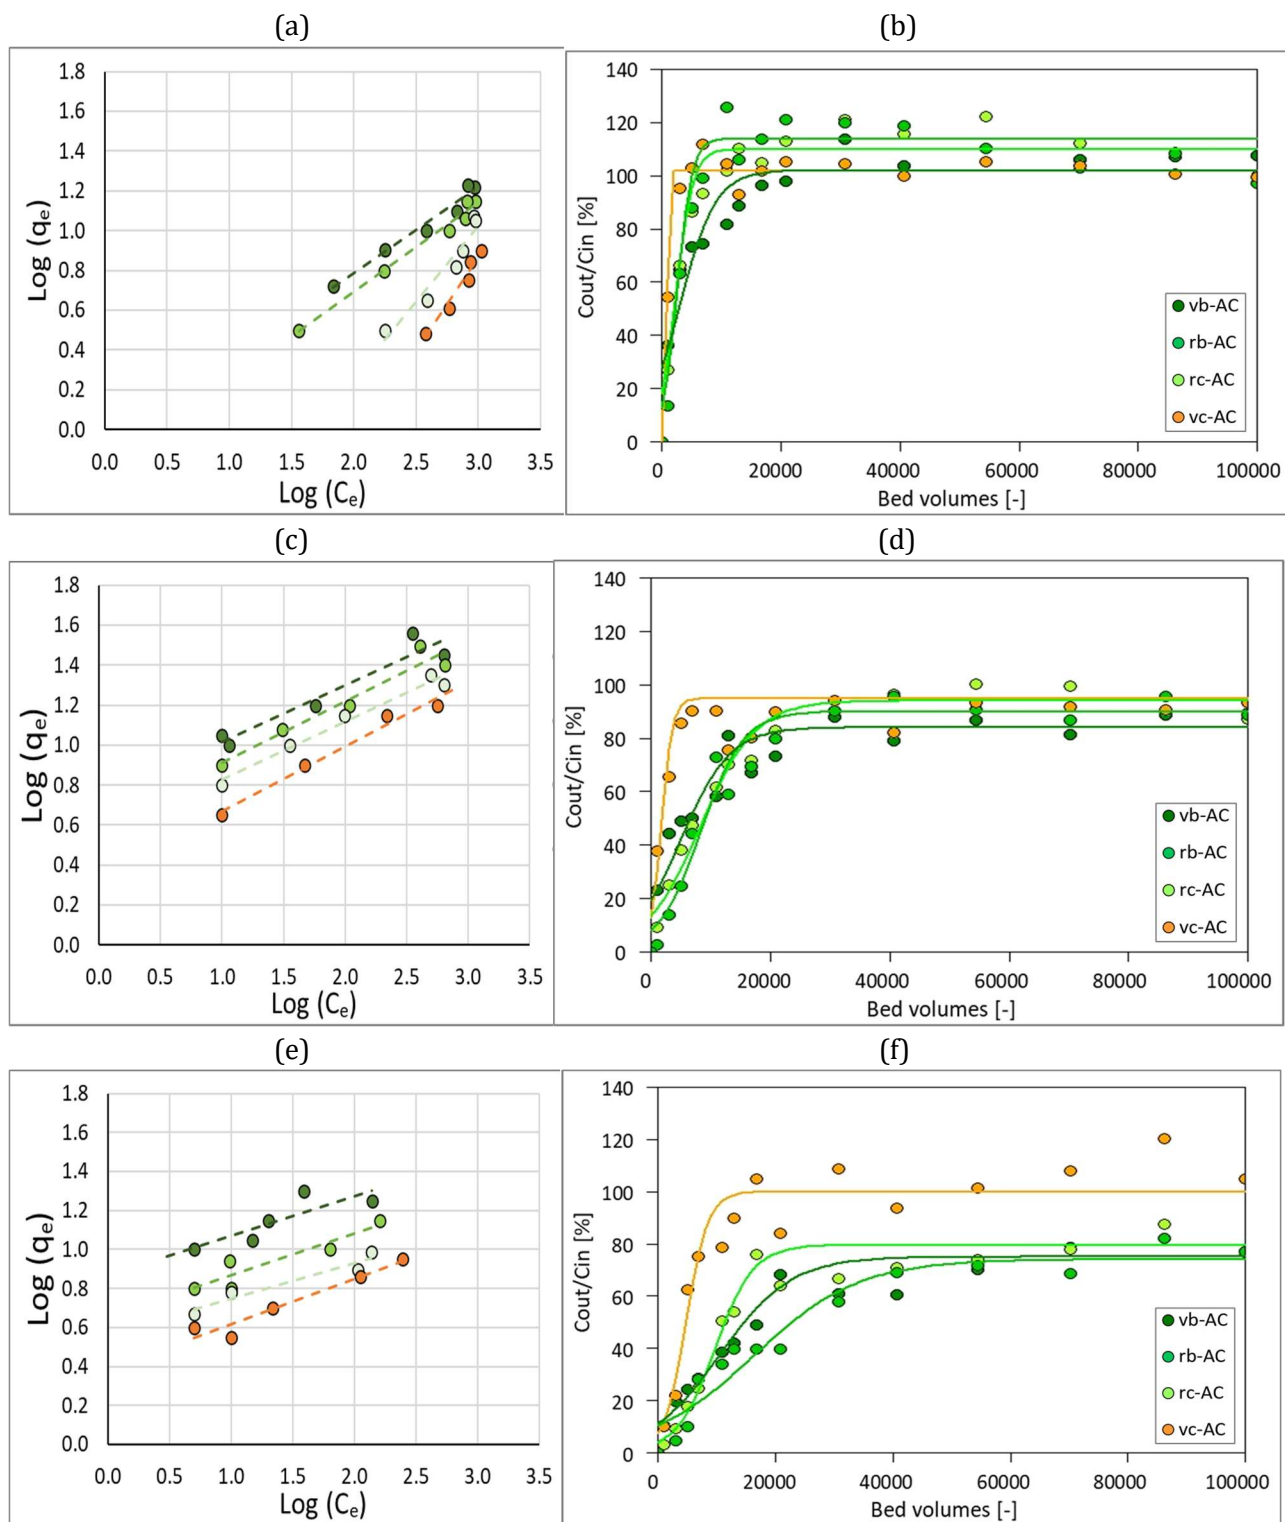 (a)
(b)
1.8
1.6
1.4
1.2
1.0
0.8
0.6
0.4
0.2
0.0
Log (qe)
0.0 0.5 1.0 1.5 2.0 2.5 3.0 3.5
Log (Ce)
140
120
100
80
60
40
20
0
Cout/Cin [%]
0 20000 40000 60000 80000 100000
Bed volumes [-]
vb-AC
rb-AC
rc-AC
vc-AC
(c)
(d)
1.8
1.6
1.4
1.2
1.0
0.8
0.6
0.4
0.2
0.0
Log (qe)
0.0 0.5 1.0 1.5 2.0 2.5 3.0 3.5
Log (Ce)
140
120
100
80
60
40
20
0
Cout/Cin [%]
0 20000 40000 60000 80000 100000
Bed volumes [-]
vb-AC
rb-AC
rc-AC
vc-AC
(e)
(f)
1.8
1.6
1.4
1.2
1.0
0.8
0.6
0.4
0.2
0.0
Log (qe)
0.0 0.5 1.0 1.5 2.0 2.5 3.0 3.5
Log (Ce)
140
120
100
80
60
40
20
0
Cout/Cin [%]
0 20000 40000 60000 80000 100000
Bed volumes [-]
vb-AC
rb-AC
rc-AC
vc-AC